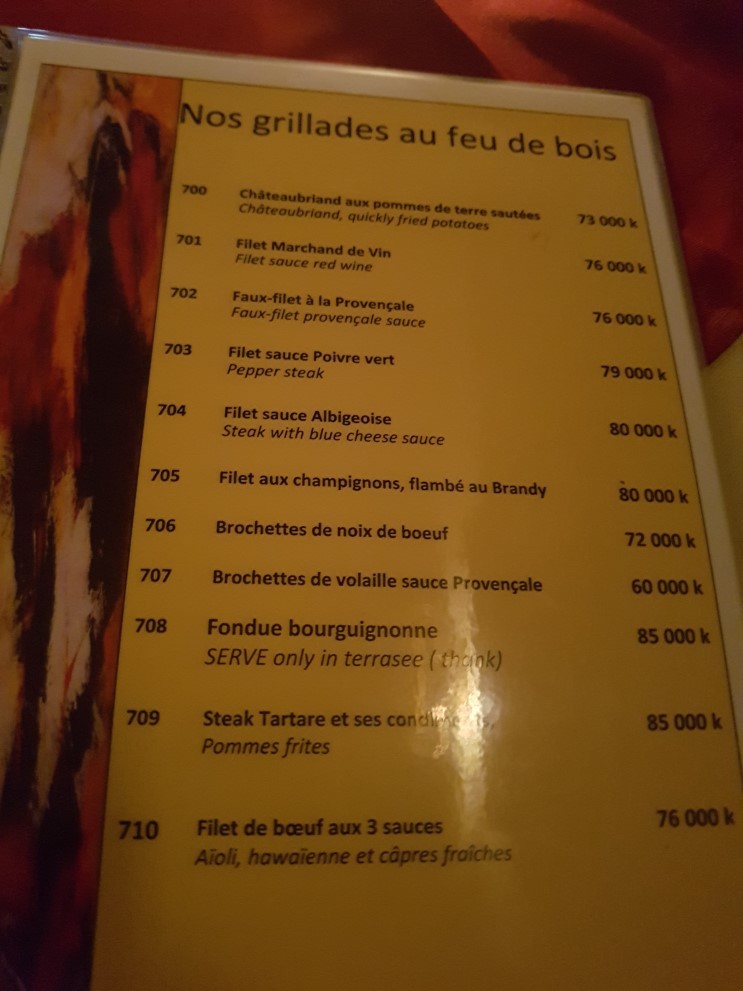 Nos grillades au feu de bois
700 Châteaubriand aux pommes de terre sautées 73 000 k
Châteaubriand, quickly fried potatoes
701 Filet Marchand de Vin 76 000 k
Filet sauce red wine
702 Faux-filet à la Provençale 76 000 k
Faux-filet provençale sauce
703 Filet sauce Poivre vert 79 000 k
Pepper steak
704 Filet sauce Albigeoise 80 000 k
Steak with blue cheese sauce
705 Filet aux champignons, flambé au Brandy 80 000 k
706 Brochettes de noix de boeuf 72 000 k
707 Brochettes de volaille sauce Provençale 60 000 k
708 Fondue bourguignonne 85 000 k
SERVE only in terrasee ( thank)
709 Steak Tartare et ses condiments, 85 000 k
Pommes frites
710 Filet de bœuf aux 3 sauces 76 000 k
Aïoli, hawaïenne et câpres fraîches